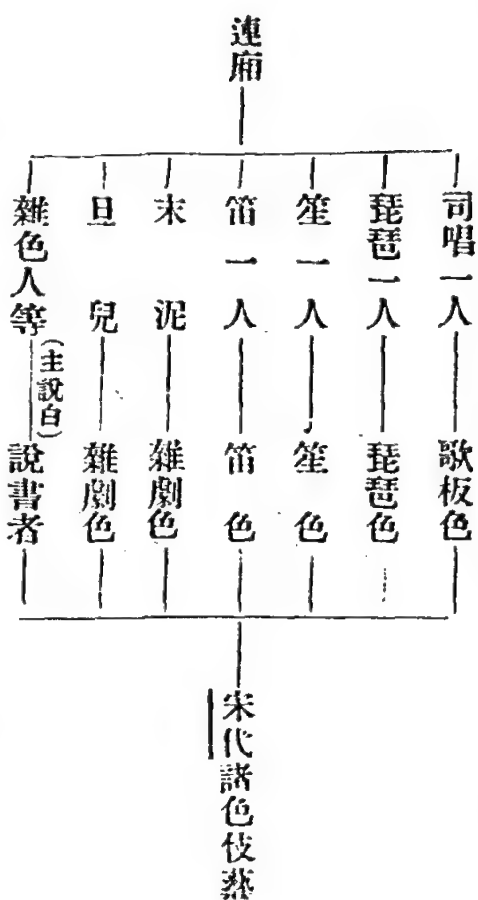 連廂
司唱一人
歌板色
琵琶一人
琵琶色
笙一人
笙色
笛一人
笛色
末泥
雜劇色
旦兒
雜劇色
雜色人等
(主說白)
說書者
宋代諸色伎藝